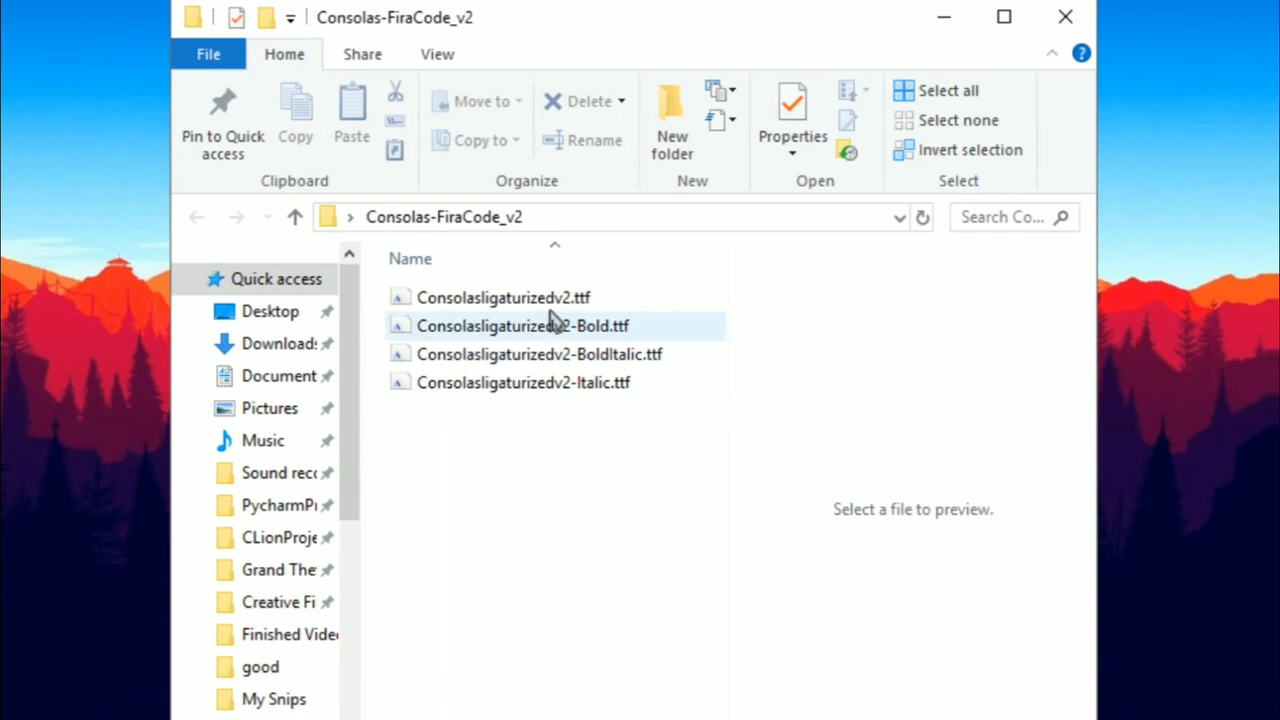 Consolas-FiraCode_v2
File Home Share View
Pin to Quick access
Copy
Paste
Move to
Copy to
Delete
Rename
New folder
Properties
Select all
Select none
Invert selection
Clipboard Organize New Open Select
Consolas-FiraCode_v2
Search Co...
Name
Quick access
Desktop
Download:
Document
Pictures
Music
Sound rec
PycharmPr
CLionProje
Grand The
Creative Fi
Finished Video
good
My Snips
Consolasligaturizedv2.ttf
Consolasligaturizedv2-Bold.ttf
Consolasligaturizedv2-BoldItalic.ttf
Consolasligaturizedv2-Italic.ttf
Select a file to preview.